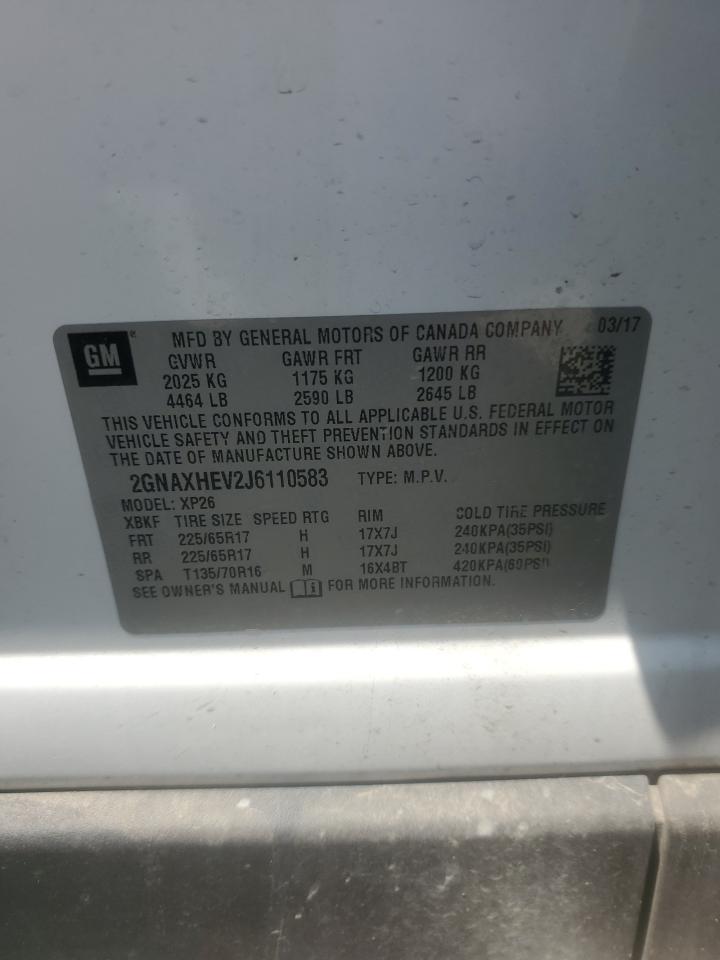 GM® MFD BY GENERAL MOTORS OF CANADA COMPANY 03/17
GVWR GAWR FRT GAWR RR
2025 KG 1175 KG 1200 KG
4464 LB 2590 LB 2645 LB
THIS VEHICLE CONFORMS TO ALL APPLICABLE U.S. FEDERAL MOTOR
VEHICLE SAFETY AND THEFT PREVENTION STANDARDS IN EFFECT ON
THE DATE OF MANUFACTURE SHOWN ABOVE.
2GNAXHEV2J6110583 TYPE: M.P.V.
MODEL: XP26
XBKF TIRE SIZE SPEED RTG RIM COLD TIRE PRESSURE
FRT 225/65R17 H 17X7J 240KPA(35PSI)
RR 225/65R17 H 17X7J 240KPA(35PSI)
SPA T135/70R16 M 16X4BT 420KPA(60PSI)
SEE OWNER'S MANUAL i FOR MORE INFORMATION.